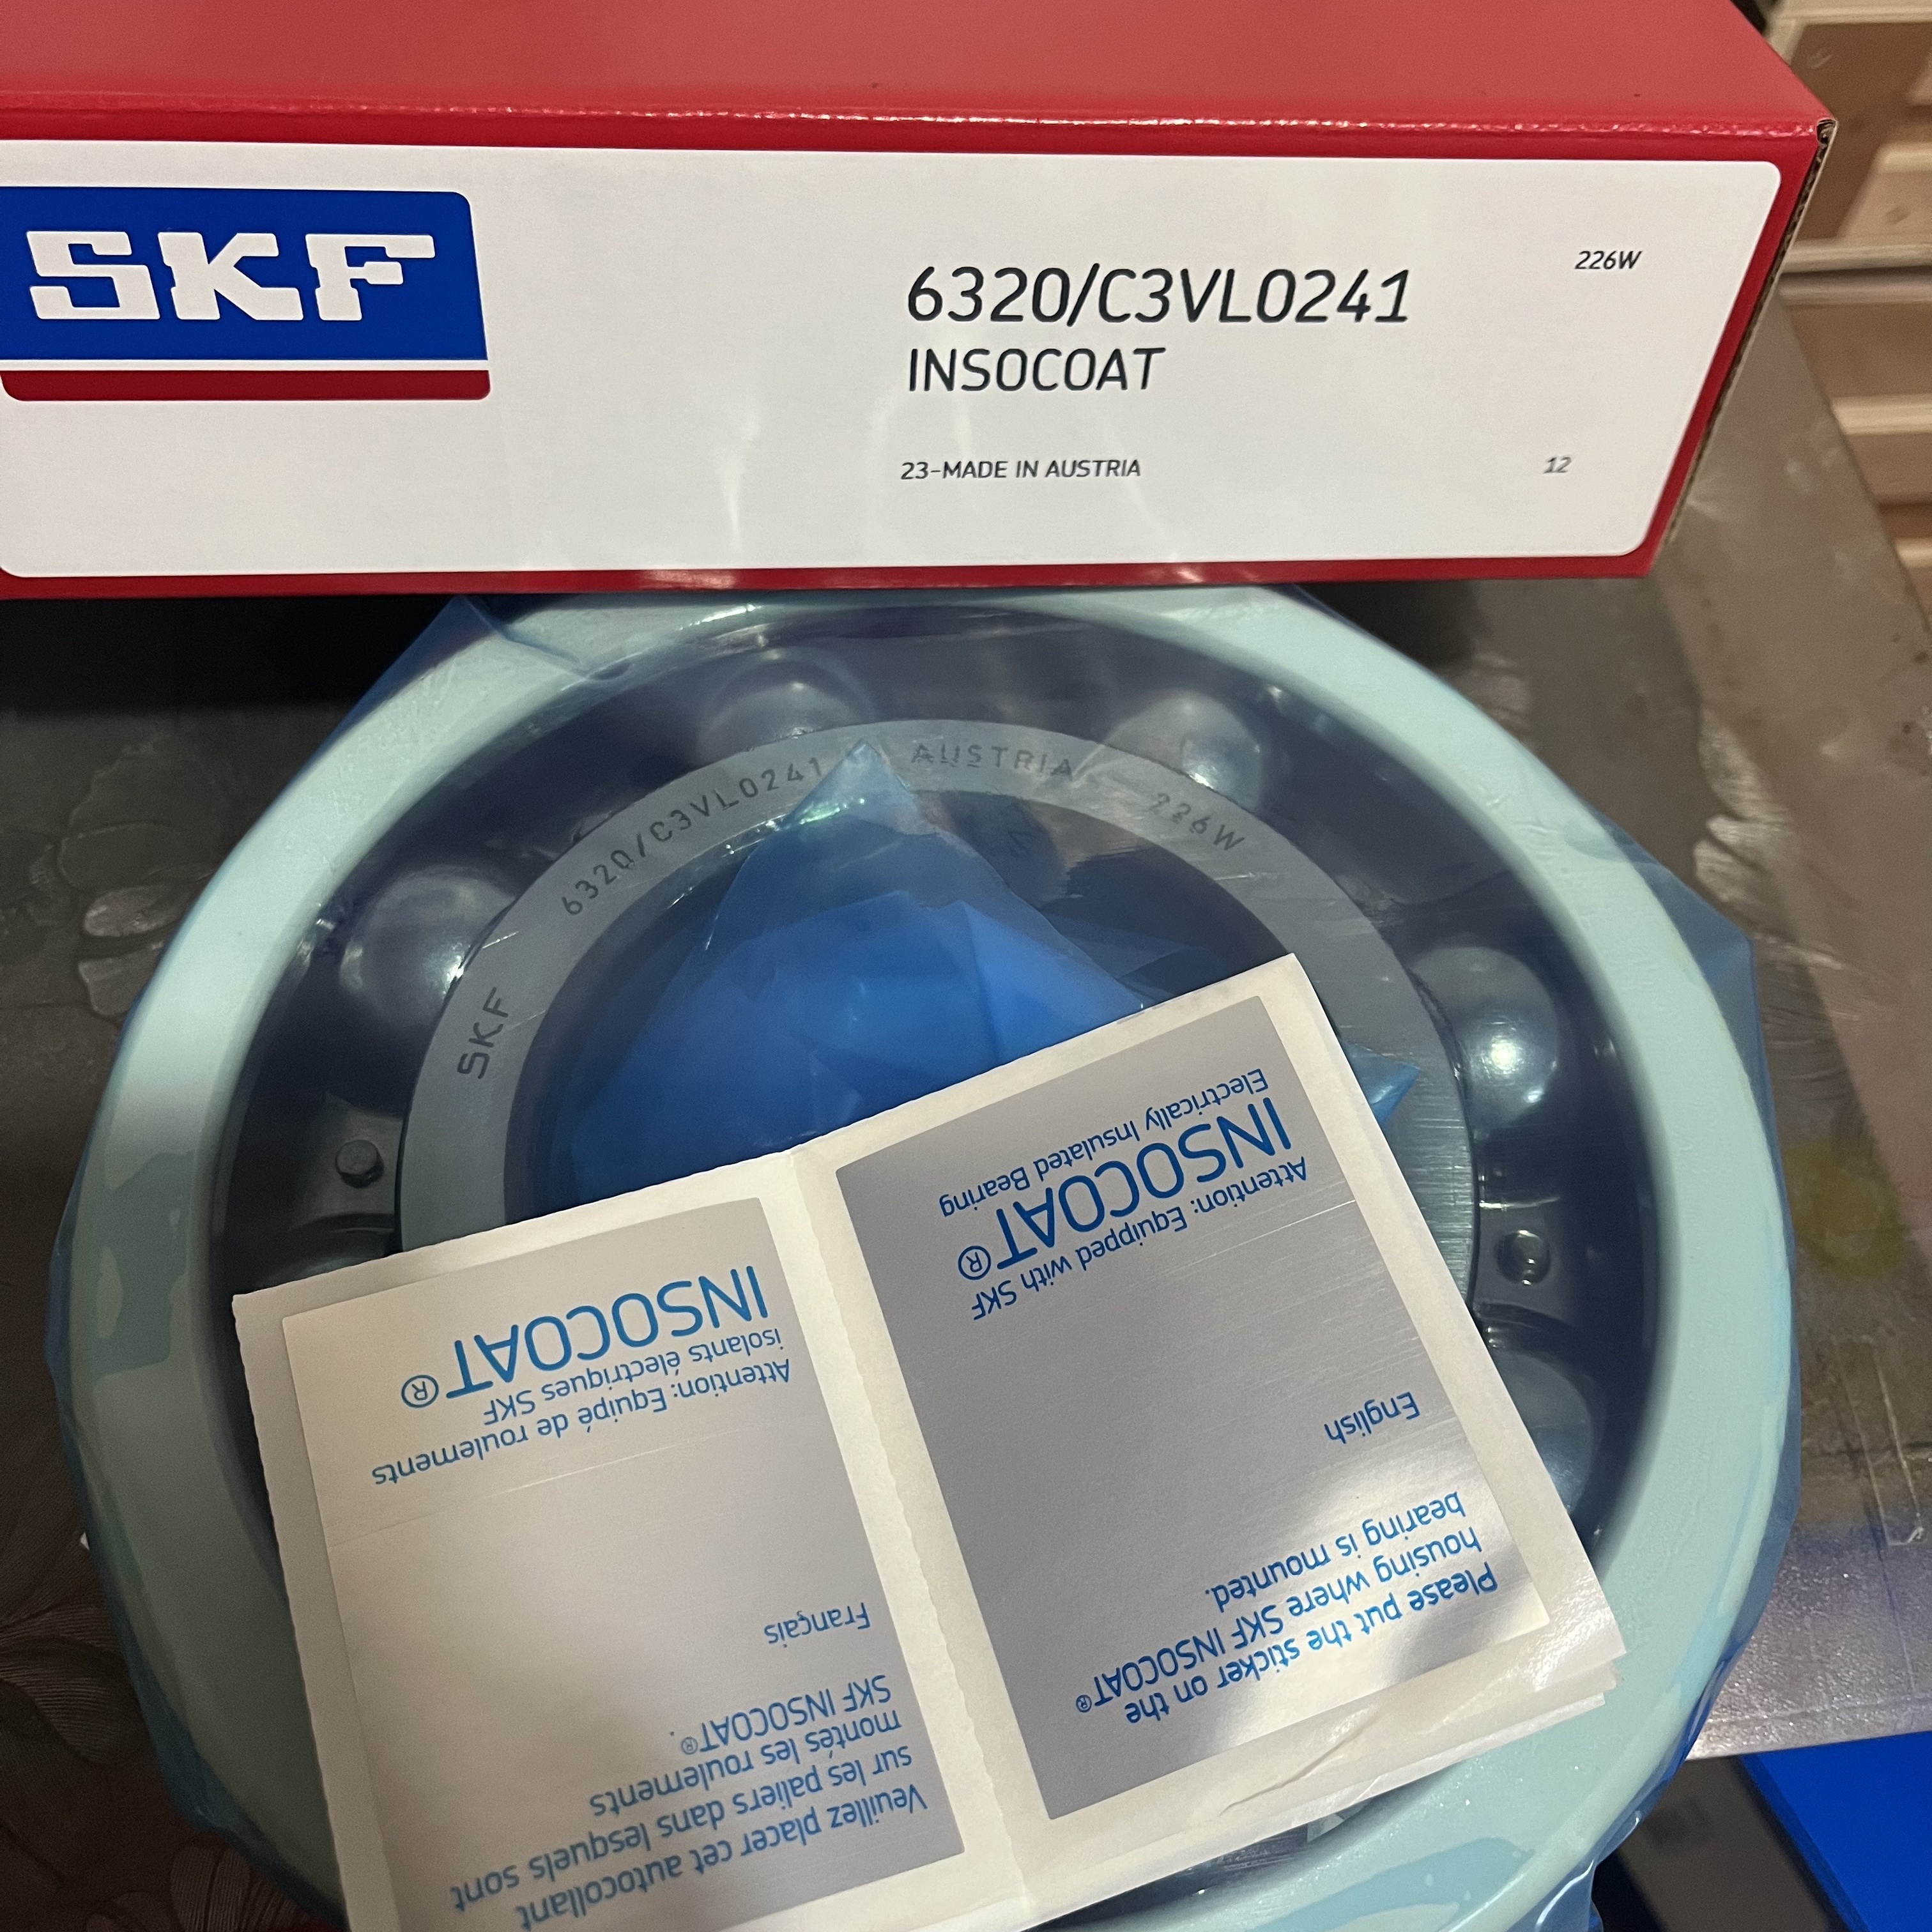 SKF
6320/C3VL0241
226W
INSOCOAT
23-MADE IN AUSTRIA
12
SKF
6320/C3VL0241
AUSTRIA
226W
Electrically Insulated Bearing
INSOCOAT®
Attention: Equipped with SKF
English
Please put the sticker on the
housing where SKF INSOCOAT®
bearing is mounted.
Attention: Equipé de roulements
isolants électriques SKF
INSOCOAT®
Français
Veuillez placer cet autocollant
sur les paliers dans lesquels sont
montés les roulements
SKF INSOCOAT®.